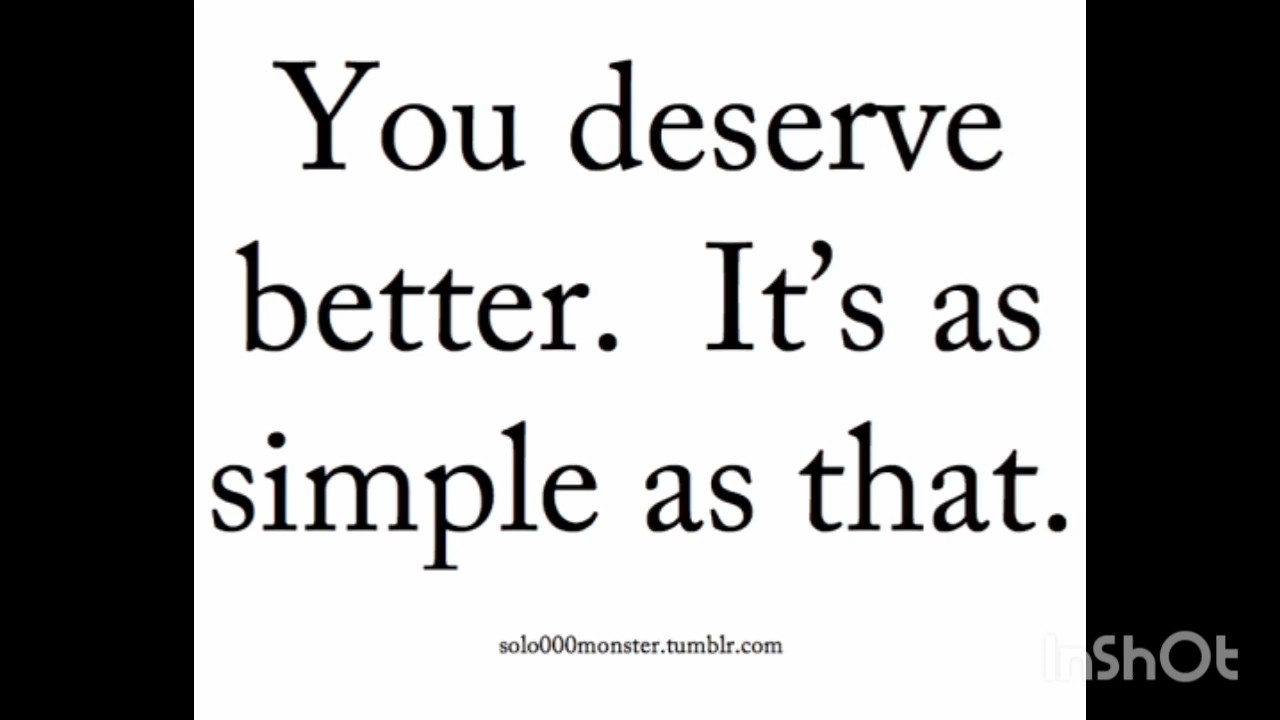 You deserve
better.  It’s as
simple as that.
solo000monster.tumblr.com
InShOt